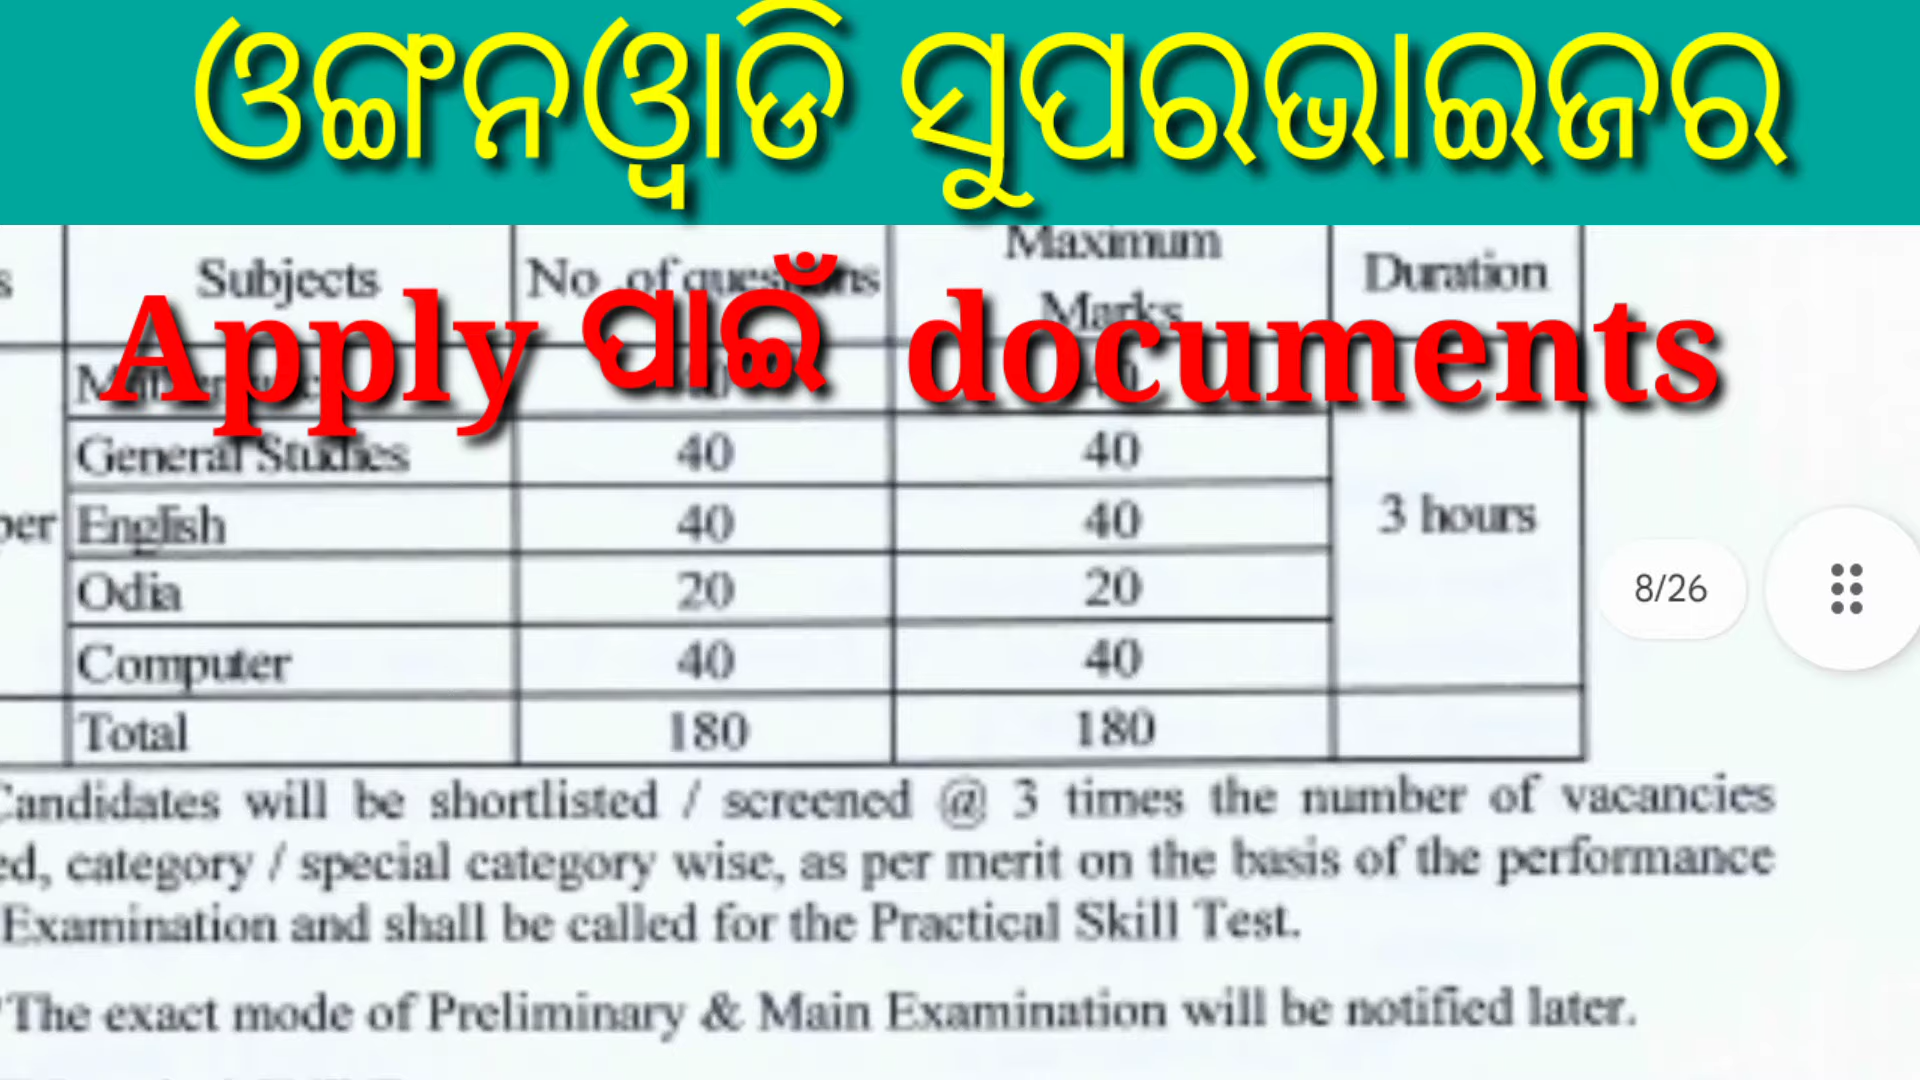 ଓଙ୍ଗନୱାଡି ସୁପରଭାଇଜର
Subjects No. of questions Maximum Marks Duration
Apply ପାଇଁ documents
General Studies 40 40
per English 40 40 3 hours
Odia 20 20
Computer 40 40
Total 180 180
8/26
Candidates will be shortlisted / screened @ 3 times the number of vacancies
ed, category / special category wise, as per merit on the basis of the performance
Examination and shall be called for the Practical Skill Test.
The exact mode of Preliminary & Main Examination will be notified later.